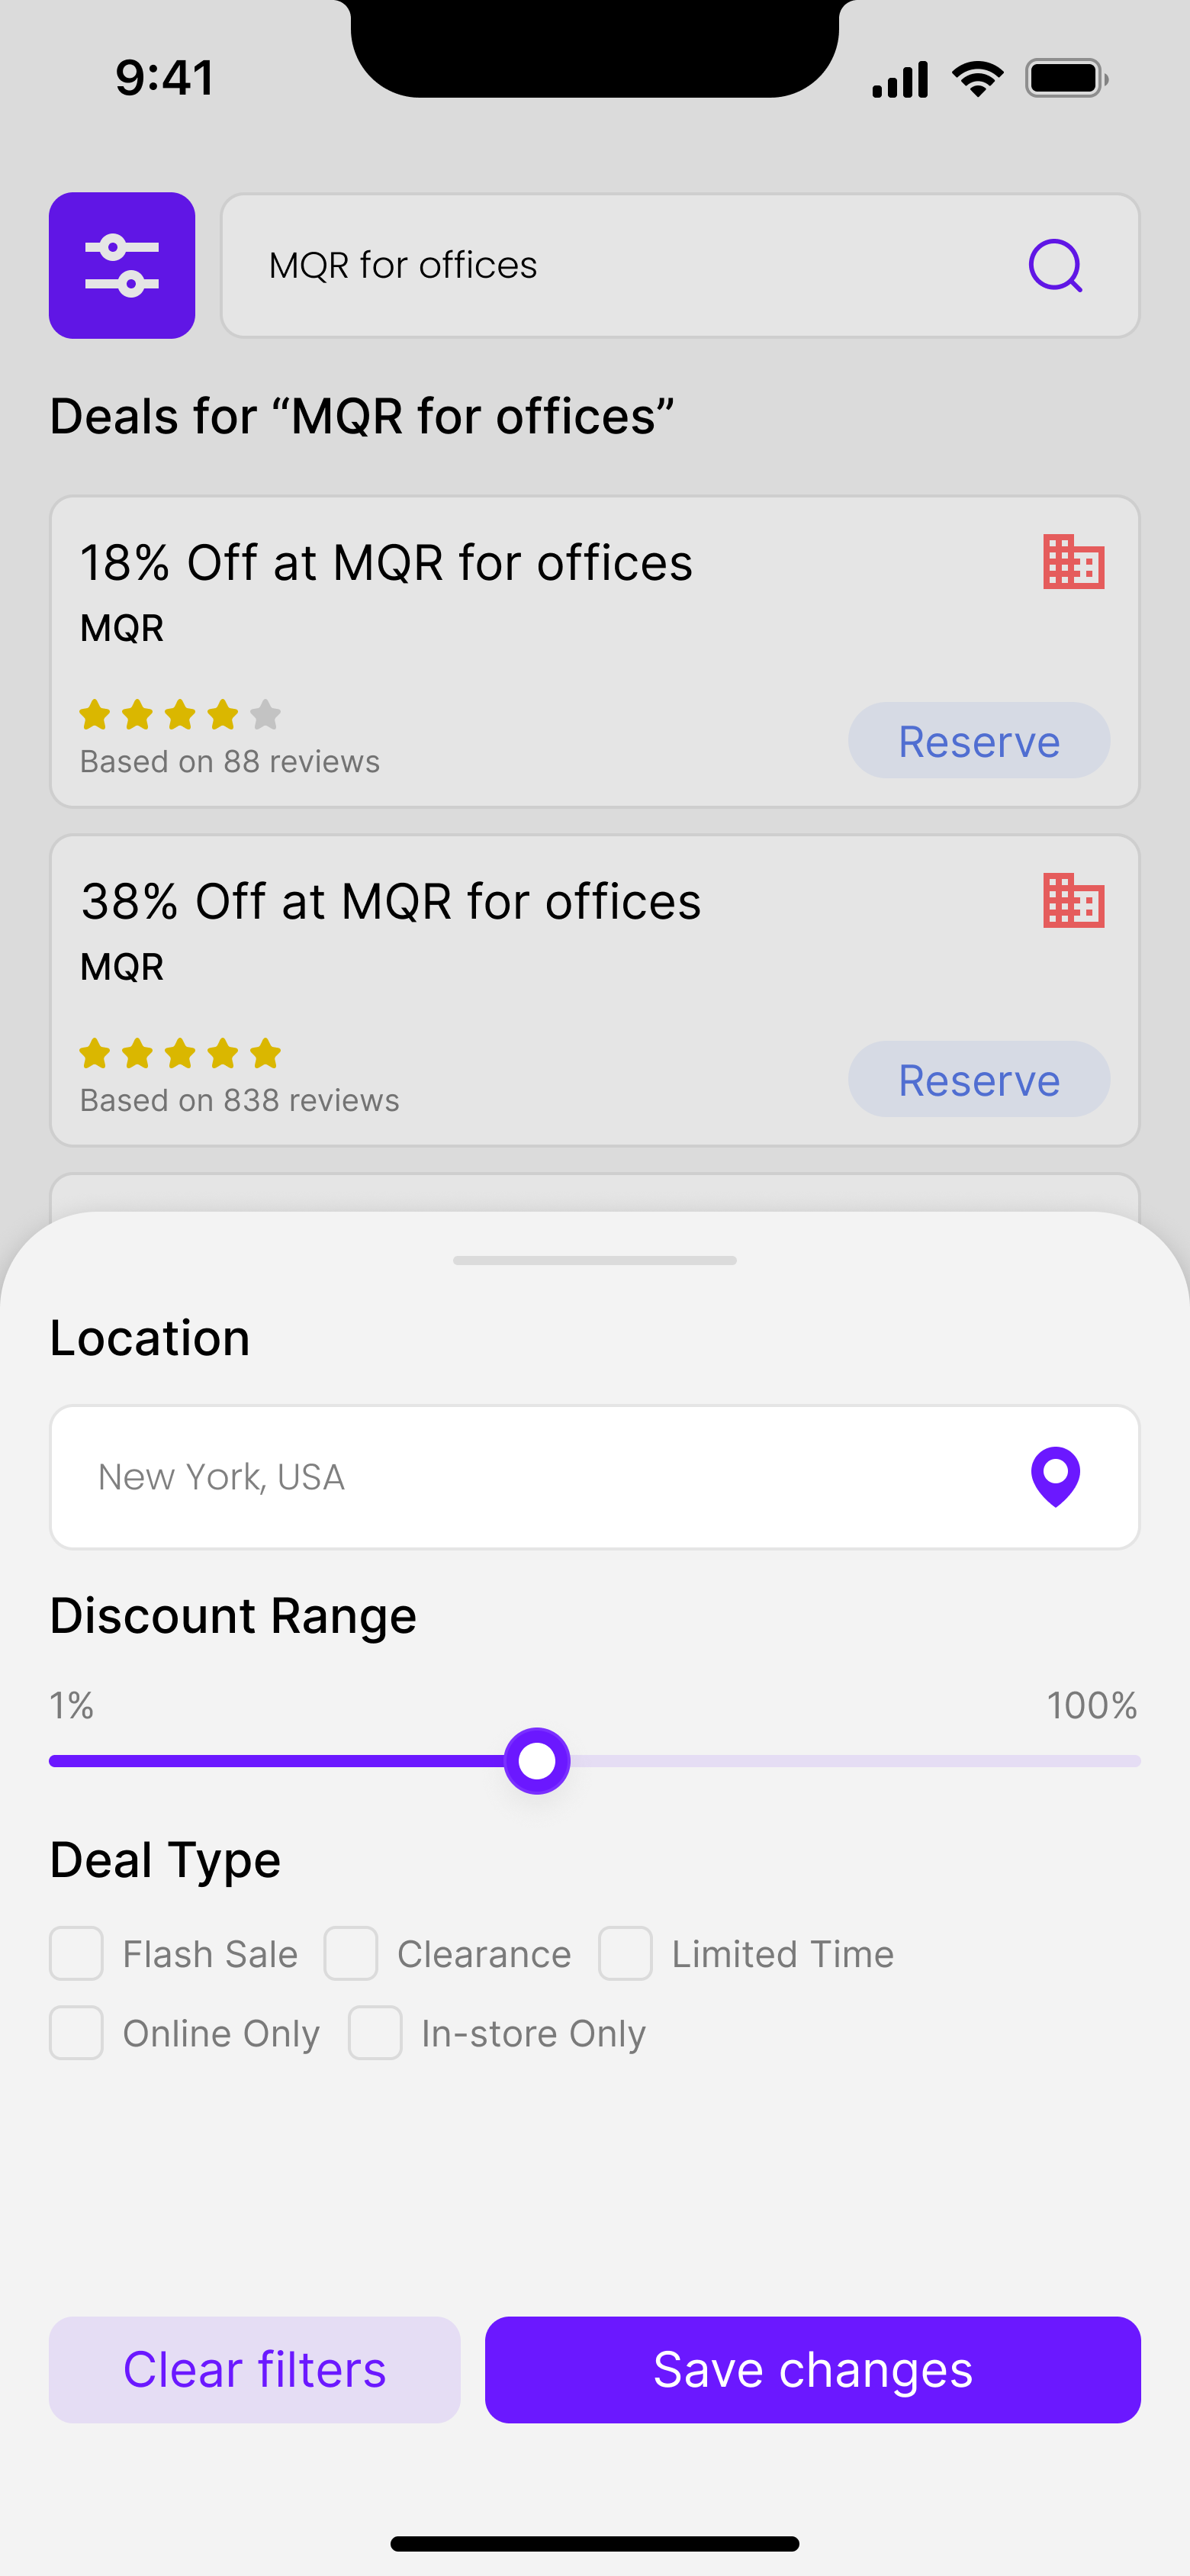 9:41
MQR for offices
Deals for “MQR for offices”
18% Off at MQR for offices
MQR
Based on 88 reviews
Reserve
38% Off at MQR for offices
MQR
Based on 838 reviews
Reserve
Location
New York, USA
Discount Range
1% 100%
Deal Type
Flash Sale Clearance Limited Time
Online Only In-store Only
Clear filters Save changes